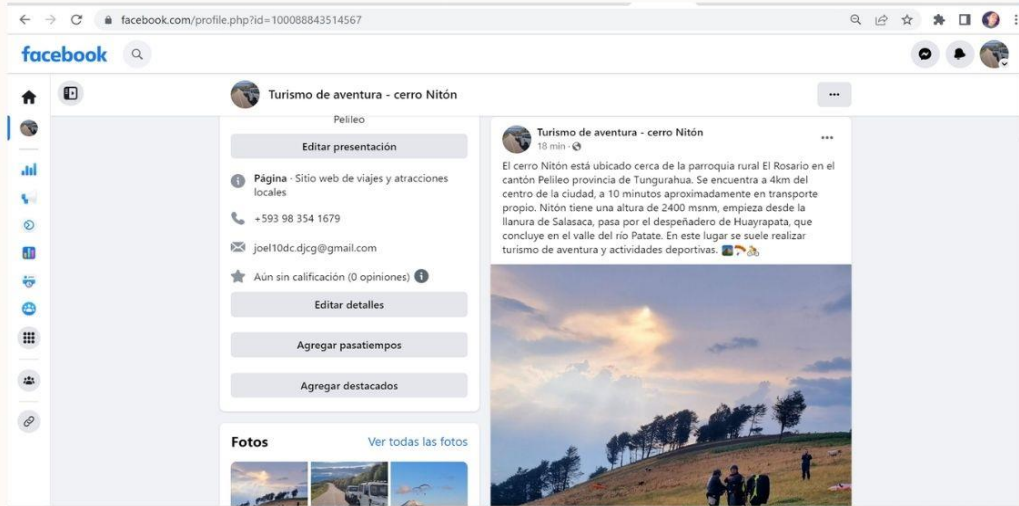 facebook.com/profile.php?id=100088843514567
facebook
Turismo de aventura - cerro Nitón
Pelileo
Editar presentación
Página · Sitio web de viajes y atracciones
locales
+593 98 354 1679
joel10dc.djcg@gmail.com
Aún sin calificación (0 opiniones)
Editar detalles
Agregar pasatiempos
Agregar destacados
Fotos
Ver todas las fotos
Turismo de aventura - cerro Nitón
18 min ·
El cerro Nitón está ubicado cerca de la parroquia rural El Rosario en el
cantón Pelileo provincia de Tungurahua. Se encuentra a 4km del
centro de la ciudad, a 10 minutos aproximadamente en transporte
propio. Nitón tiene una altura de 2400 msnm, empieza desde la
llanura de Salasaca, pasa por el despeñadero de Huayrapata, que
concluye en el valle del río Patate. En este lugar se suele realizar
turismo de aventura y actividades deportivas.